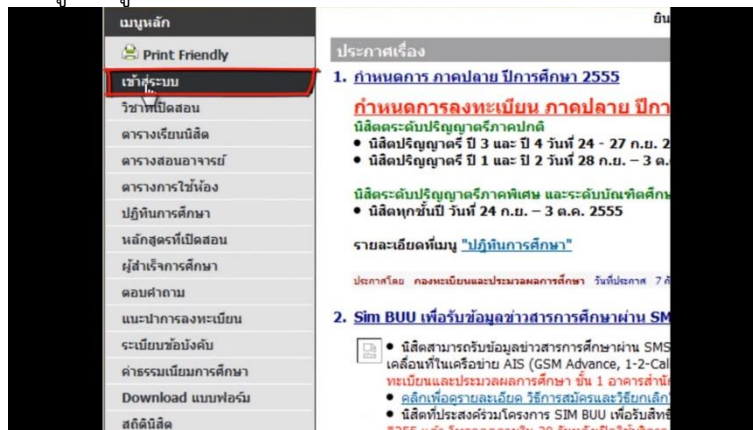 เมนูหลัก
Print Friendly
เข้าสู่ระบบ
วิชาที่เปิดสอน
ตารางเรียนนิสิต
ตารางสอนอาจารย์
ตารางการใช้ห้อง
ปฏิทินการศึกษา
หลักสูตรที่เปิดสอน
ผู้สำเร็จการศึกษา
ตอบคำถาม
แนะนำการลงทะเบียน
ระเบียบข้อบังคับ
ค่าธรรมเนียมการศึกษา
Download แบบฟอร์ม
สถิตินิสิต
ยิน
ประกาศเรื่อง
1. กำหนดการ ภาคปลาย ปีการศึกษา 2555
กำหนดการลงทะเบียน ภาคปลาย ปีกา
นิสิตระดับปริญญาตรีภาคปกติ
• นิสิตปริญญาตรี ปี 3 และ ปี 4 วันที่ 24 - 27 ก.ย. 2
• นิสิตปริญญาตรี ปี 1 และ ปี 2 วันที่ 28 ก.ย. – 3 ต.
นิสิตระดับปริญญาตรีภาคพิเศษ และระดับบัณฑิตศึกษ
• นิสิตทุกชั้นปี วันที่ 24 ก.ย. – 3 ต.ค. 2555
รายละเอียดที่เมนู "ปฏิทินการศึกษา"
ประกาศโดย กองทะเบียนและประมวลผลการศึกษา วันที่ประกาศ 7 กั
2. Sim BUU เพื่อรับข้อมูลข่าวสารการศึกษาผ่าน SM
• นิสิตสามารถรับข้อมูลข่าวสารการศึกษาผ่าน SMS
เคลื่อนที่ในเครือข่าย AIS (GSM Advance, 1-2-Cal
ทะเบียนและประมวลผลการศึกษา ชั้น 1 อาคารสำนั
• คลิกเพื่อดูรายละเอียด วิธีการสมัครและวิธียกเลิก
• นิสิตที่ประสงค์ร่วมโครงการ SIM BUU เพื่อรับสิทธิ